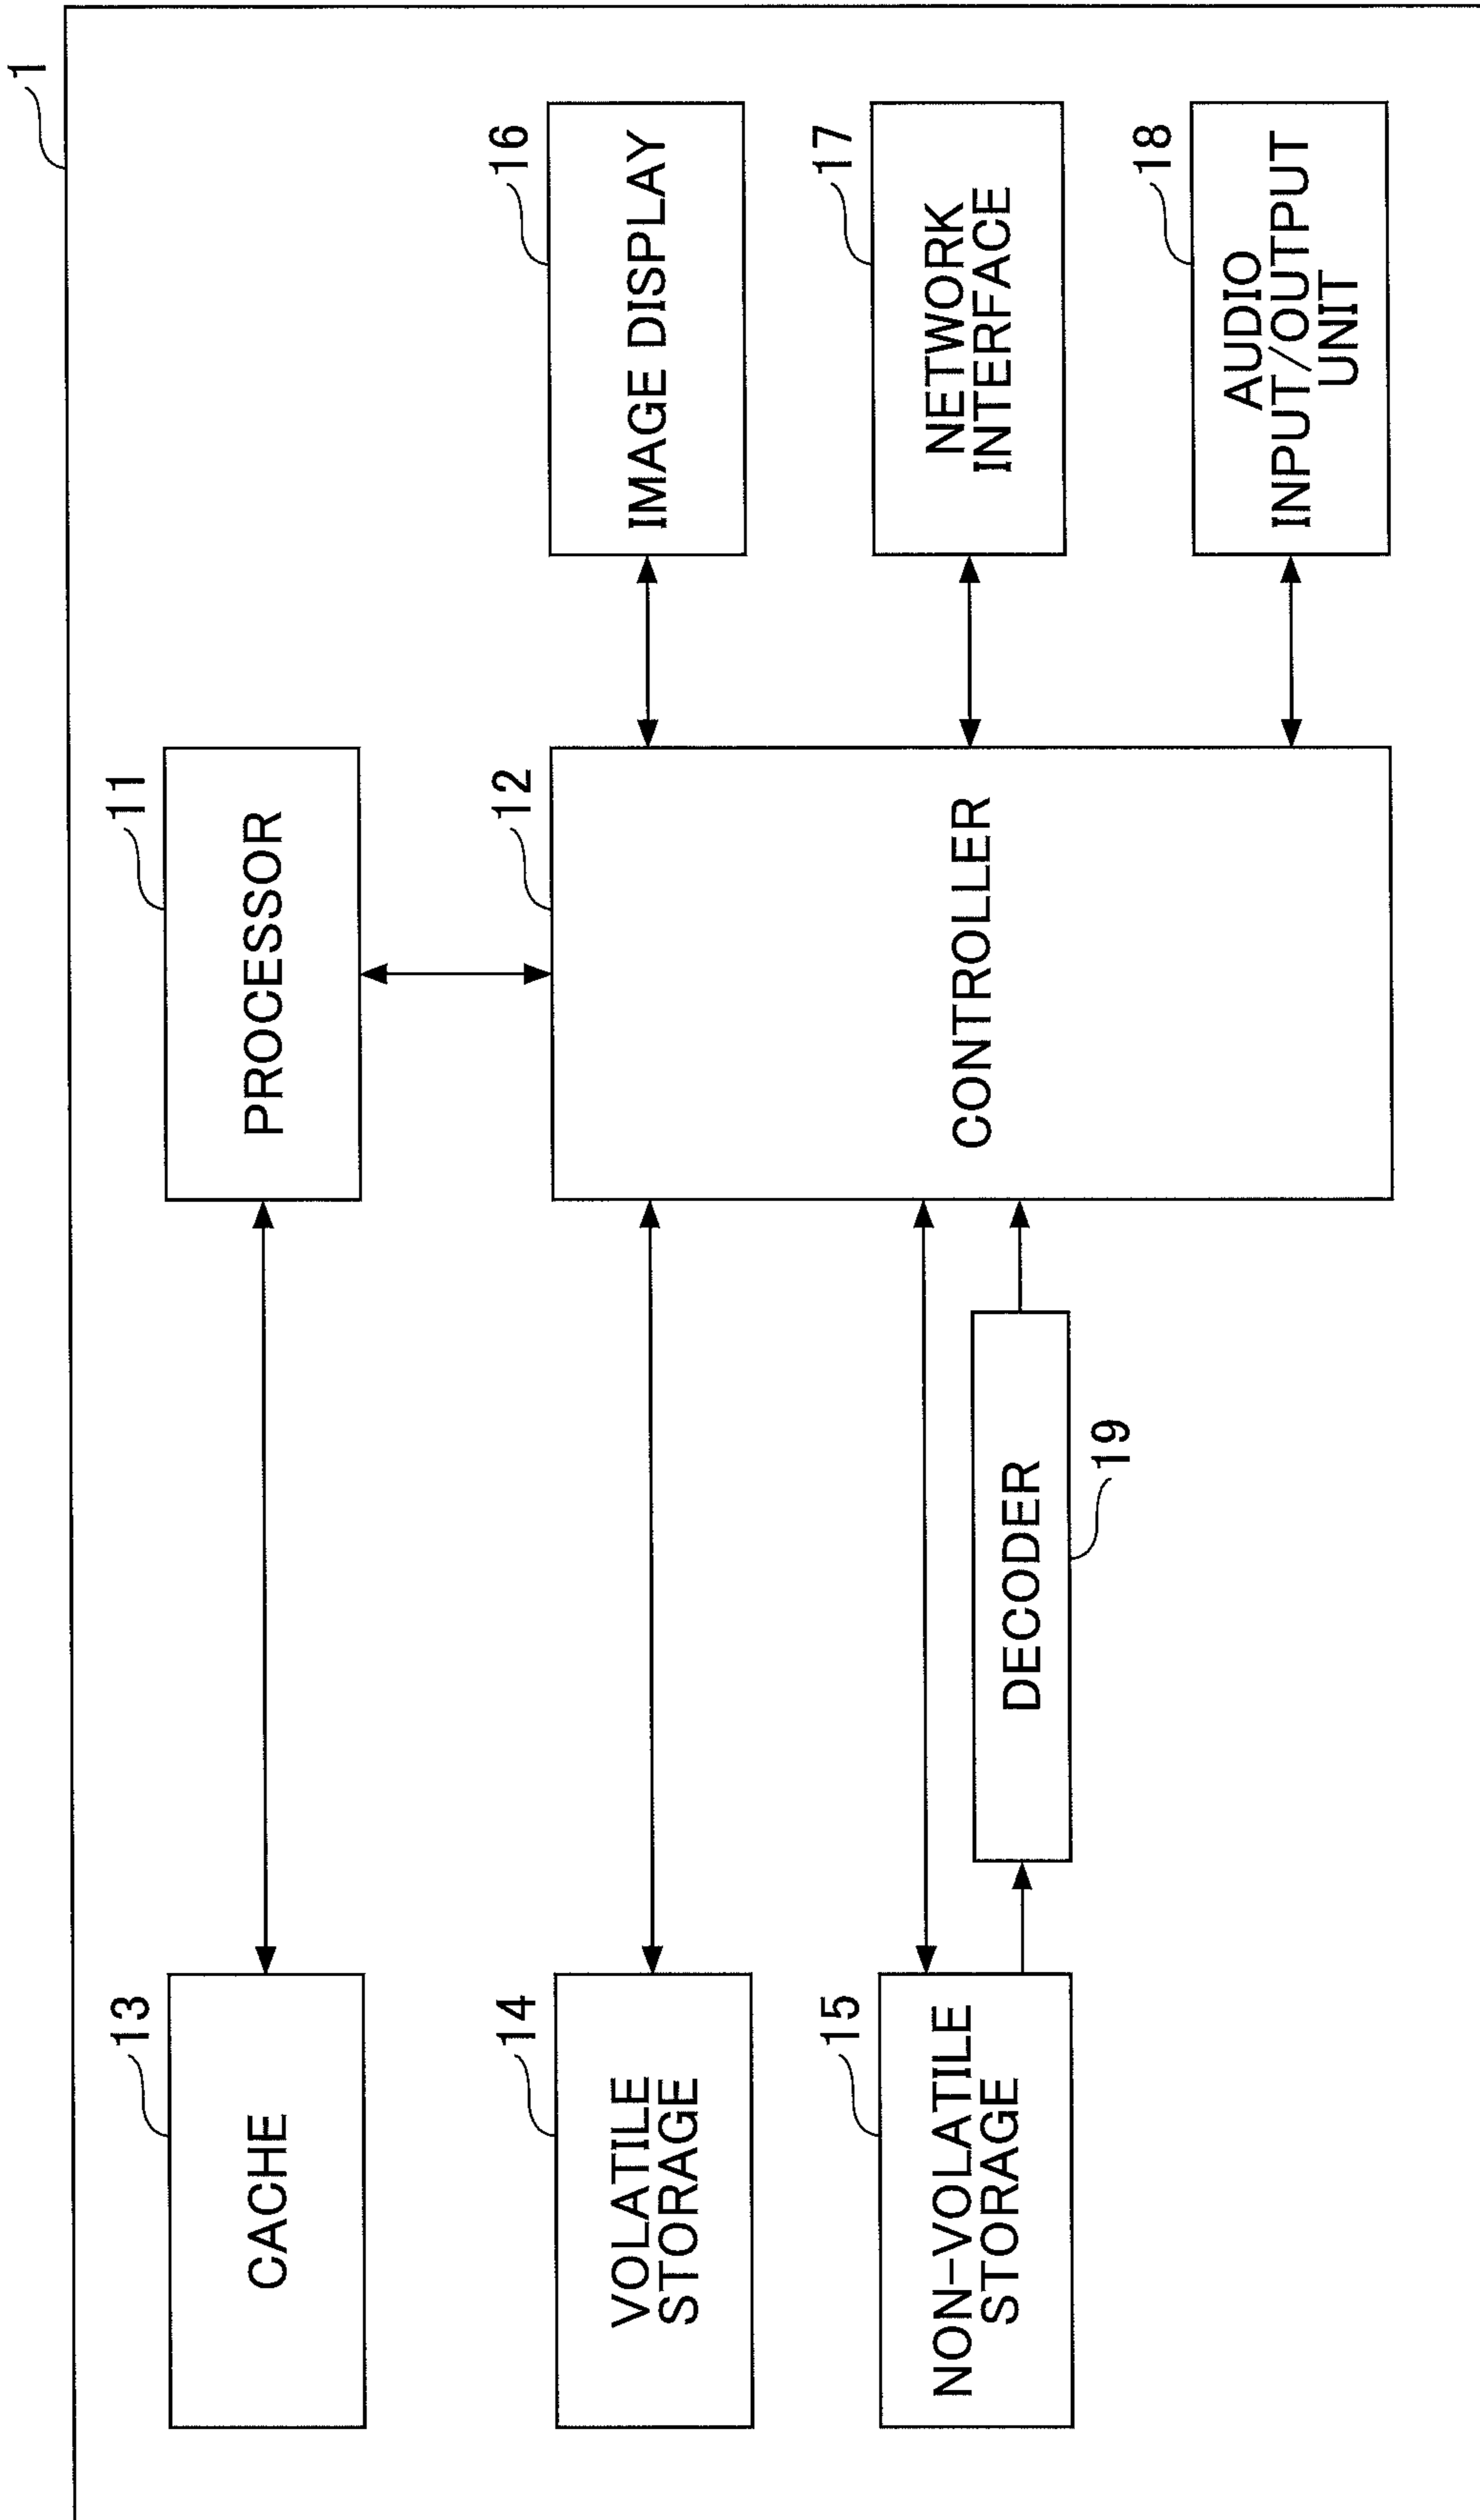 1
13
CACHE
11
PROCESSOR
14
VOLATILE
STORAGE
12
CONTROLLER
16
IMAGE DISPLAY
15
NON-VOLATILE
STORAGE
DECODER
19
17
NETWORK
INTERFACE
18
AUDIO
INPUT/OUTPUT
UNIT